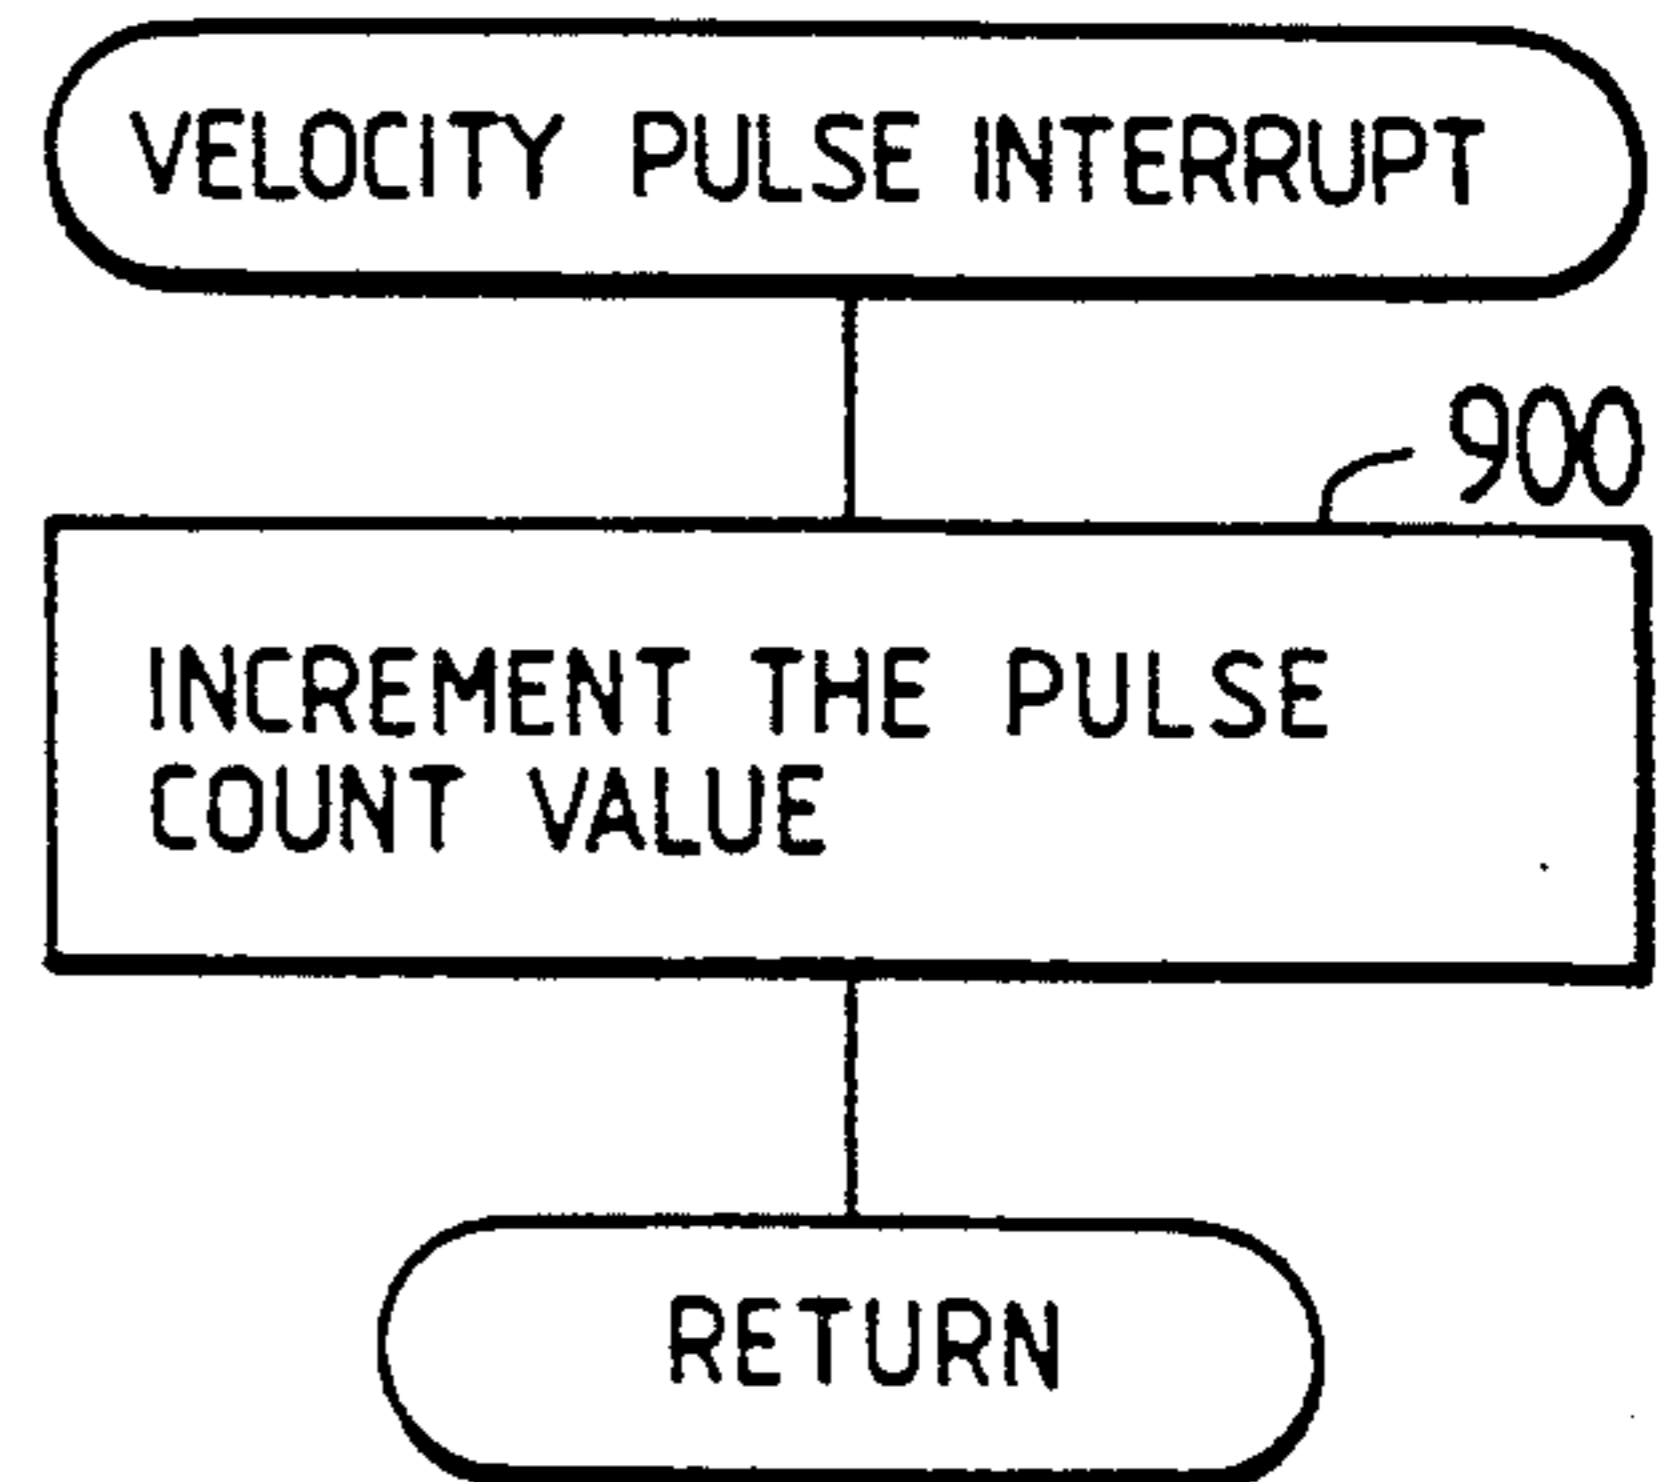 VELOCITY PULSE INTERRUPT
900
INCREMENT THE PULSE
COUNT VALUE
RETURN